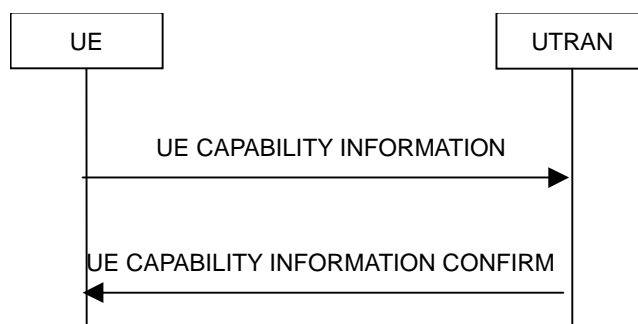 UE
UTRAN
UE CAPABILITY INFORMATION
UE CAPABILITY INFORMATION CONFIRM